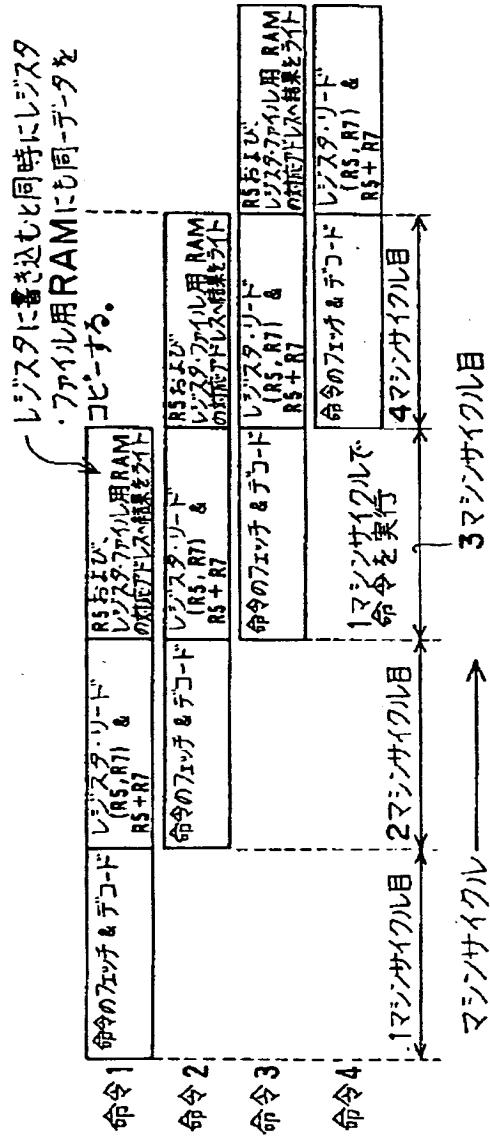 レジスタに書き込むと同時にレジスタ
・ファイル用RAMにも同一データを
コピーする。
命令1
命令のフェッチ & デコード
レジスタ・リード
(R5, R7) &
R5+R7
R5および、
レジスタ・ファイル用RAM
の対応アドレスへ結果をライト
命令2
命令のフェッチ & デコード
レジスタ・リード
(R5, R7) &
R5+R7
R5および
レジスタ・ファイル用RAM
の対応アドレスへ結果をライト
命令3
命令のフェッチ & デコード
レジスタ・リード
(R5, R7) &
R5+R7
R5および、
レジスタ・ファイル用RAM
の対応アドレスへ結果をライト
命令4
1マシンサイクルで
命令を実行
命令のフェッチ & デコード
レジスタ・リード
(R5, R7) &
R5+R7
1マシンサイクル目
2マシンサイクル目
3マシンサイクル目
4マシンサイクル目
マシンサイクル